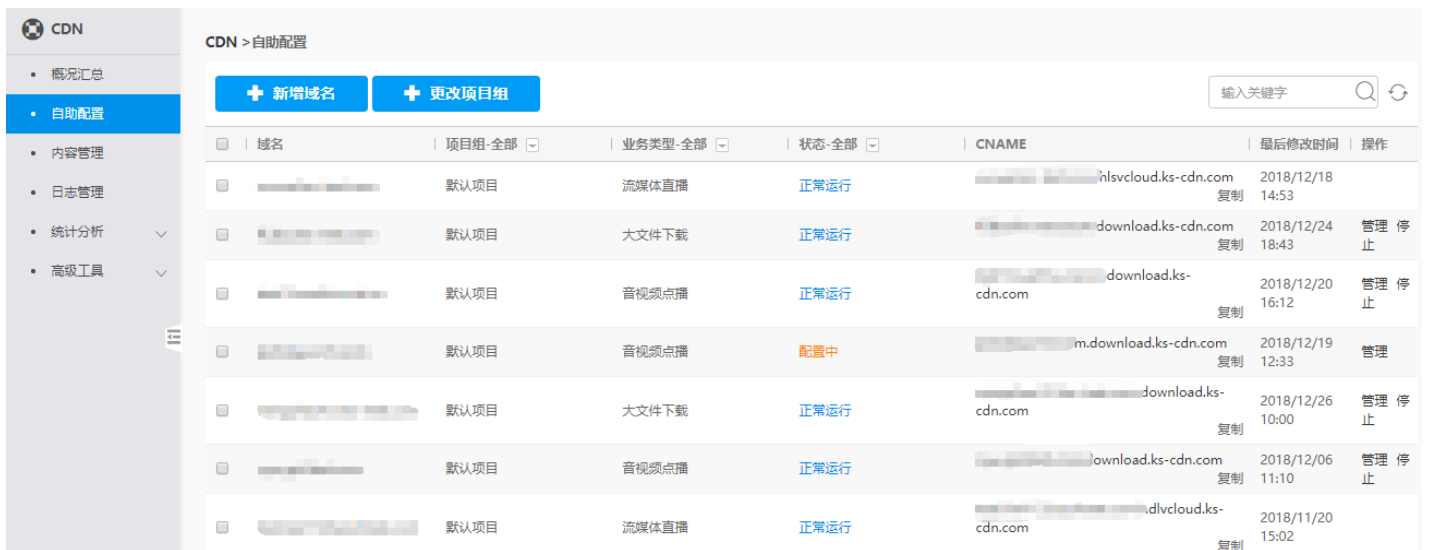 CDN
概况汇总
自助配置
内容管理
日志管理
统计分析
高级工具
CDN >自助配置
新增域名
更改项目组
输入关键字
域名 项目组-全部 业务类型-全部 状态-全部 CNAME 最后修改时间 操作
默认项目 流媒体直播 正常运行 hlsvcloud.ks-cdn.com 复制 2018/12/18 14:53
默认项目 大文件下载 正常运行 download.ks-cdn.com 复制 2018/12/24 18:43 管理 停止
默认项目 音视频点播 正常运行 download.ks-cdn.com 复制 2018/12/20 16:12 管理 停止
默认项目 音视频点播 配置中 m.download.ks-cdn.com 复制 2018/12/19 12:33 管理
默认项目 大文件下载 正常运行 download.ks-cdn.com 复制 2018/12/26 10:00 管理 停止
默认项目 音视频点播 正常运行 download.ks-cdn.com 复制 2018/12/06 11:10 管理 停止
默认项目 流媒体直播 正常运行 .dlvcloud.ks-cdn.com 复制 2018/11/20 15:02